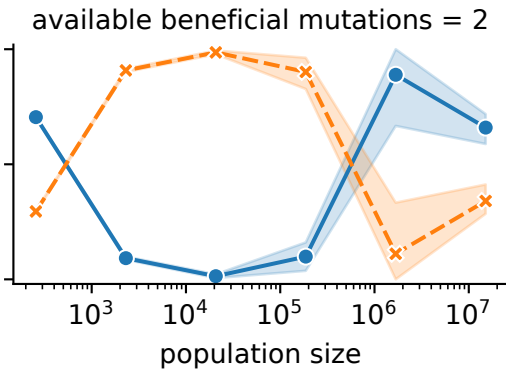 available beneficial mutations = 2
10³ 10⁴ 10⁵ 10⁶ 10⁷
population size